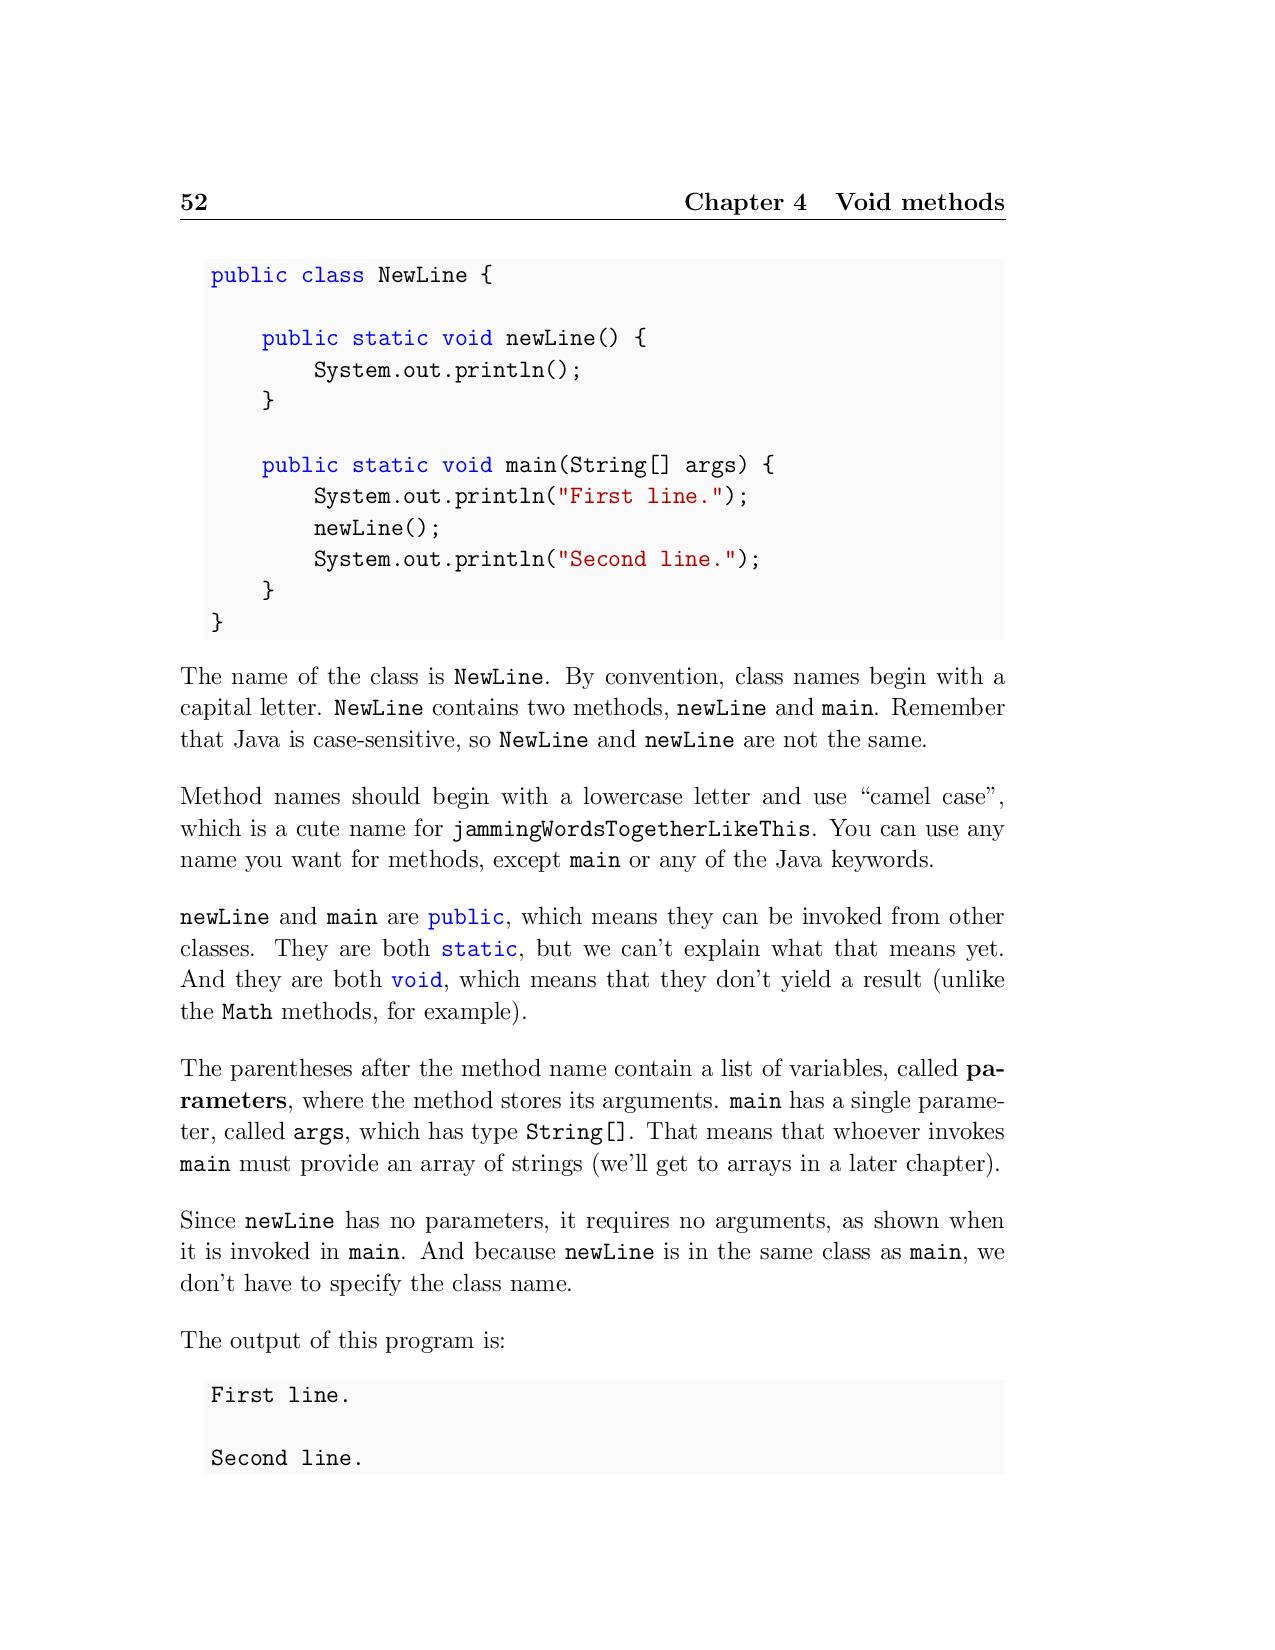 52 Chapter 4 Void methods
public class NewLine {
    public static void newLine() {
        System.out.println();
    }
    public static void main(String[] args) {
        System.out.println("First line.");
        newLine();
        System.out.println("Second line.");
    }
}
The name of the class is NewLine. By convention, class names begin with a
capital letter. NewLine contains two methods, newLine and main. Remember
that Java is case-sensitive, so NewLine and newLine are not the same.
Method names should begin with a lowercase letter and use “camel case”,
which is a cute name for jammingWordsTogetherLikeThis. You can use any
name you want for methods, except main or any of the Java keywords.
newLine and main are public, which means they can be invoked from other
classes. They are both static, but we can’t explain what that means yet.
And they are both void, which means that they don’t yield a result (unlike
the Math methods, for example).
The parentheses after the method name contain a list of variables, called pa-
rameters, where the method stores its arguments. main has a single parame-
ter, called args, which has type String[]. That means that whoever invokes
main must provide an array of strings (we’ll get to arrays in a later chapter).
Since newLine has no parameters, it requires no arguments, as shown when
it is invoked in main. And because newLine is in the same class as main, we
don’t have to specify the class name.
The output of this program is:
First line.
Second line.